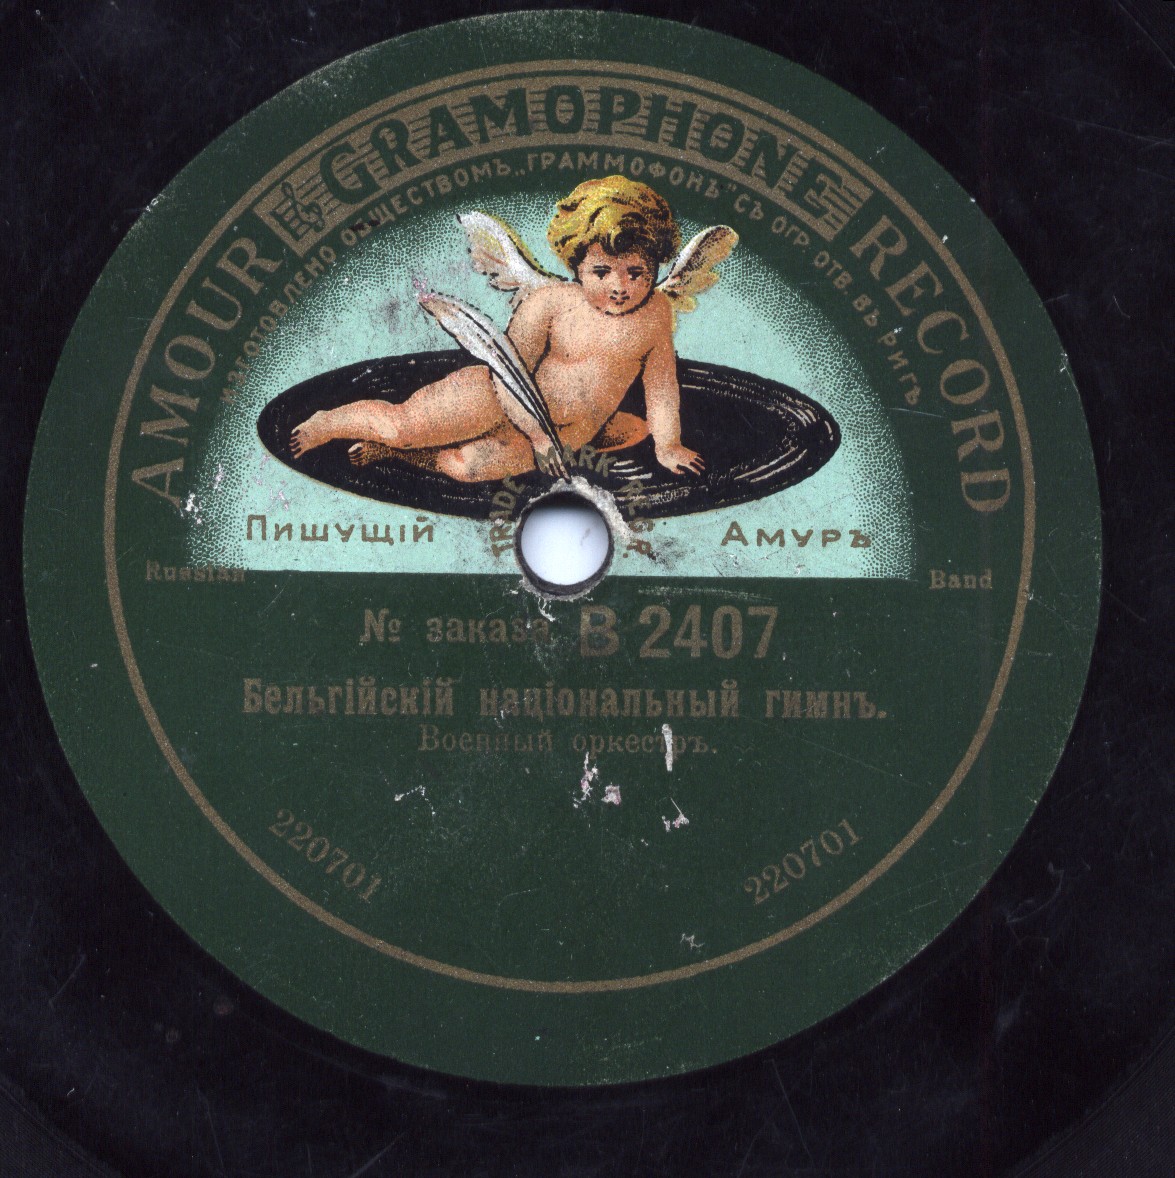 AMOUR GRAMOPHONE RECORD
ИЗГОТОВЛЕНО ОБЩЕСТВОМЪ „ГРАММОФОНЪ" СЪ ОГР. ОТВ. ВЪ РИГѢ
TRADE MARK REG'R.
ПИШУЩІЙ АМУРЪ
Russian Band
№ заказа В 2407
Бельгійскій національный гимнъ.
Военный оркестръ.
220701 220701